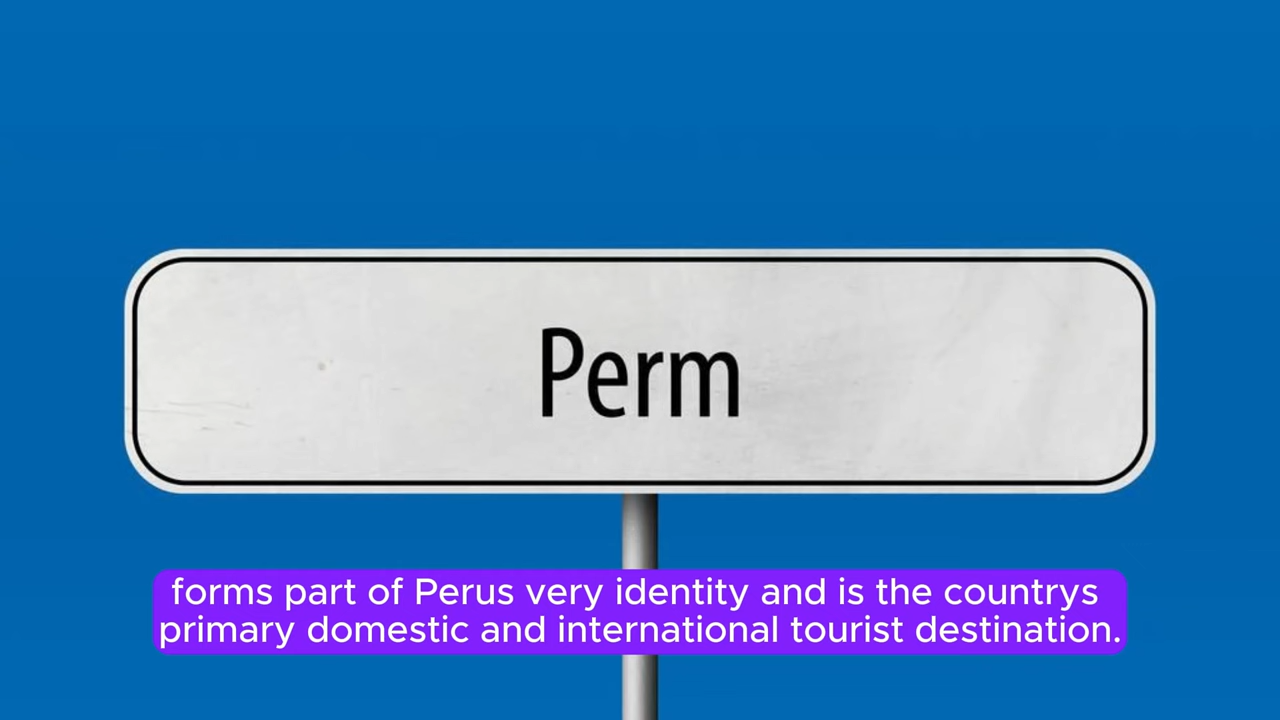 Perm
forms part of Perus very identity and is the countrys
primary domestic and international tourist destination.